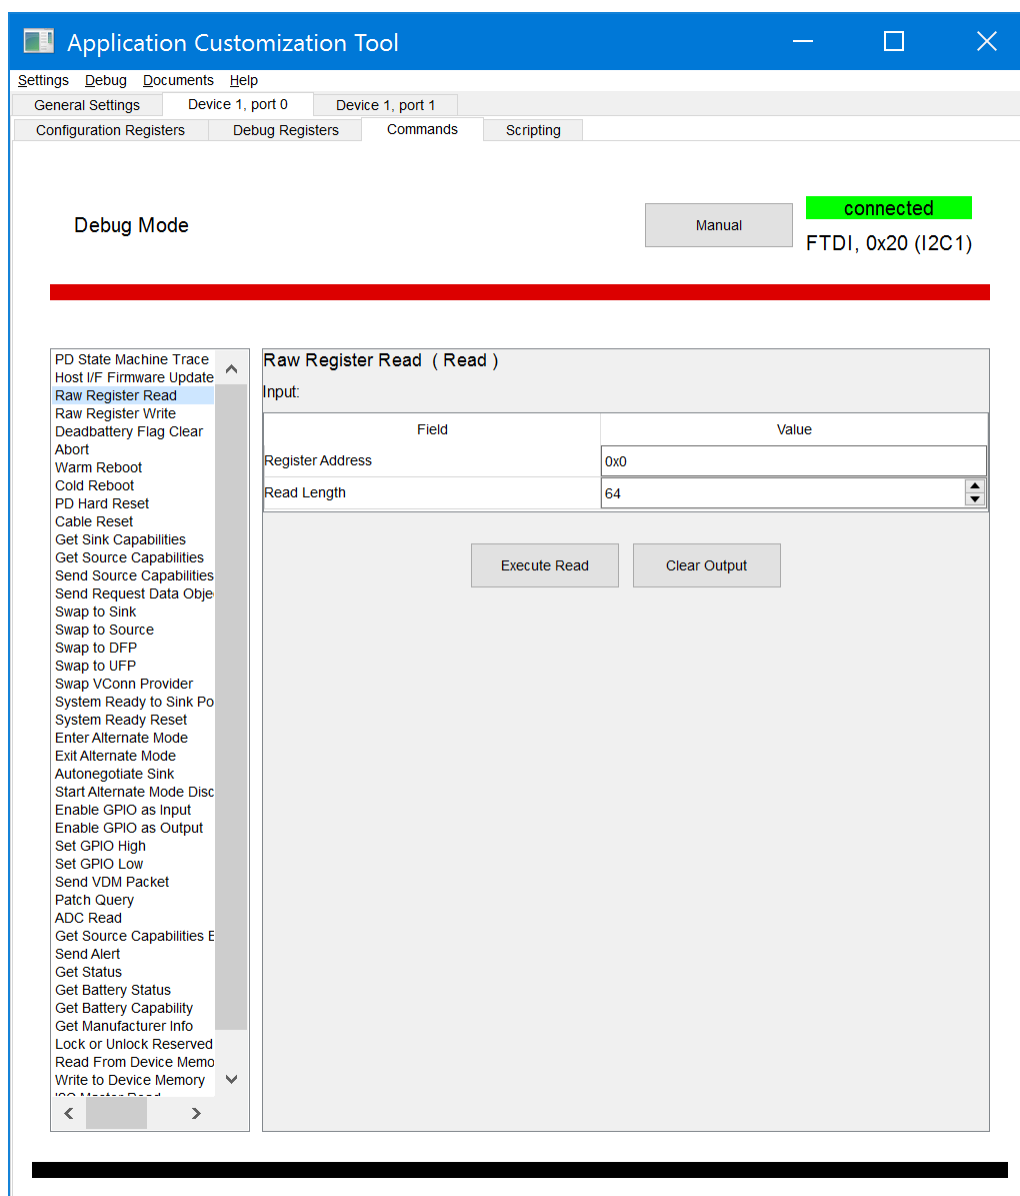 Application Customization Tool
Settings Debug Documents Help
General Settings Device 1, port 0 Device 1, port 1
Configuration Registers Debug Registers Commands Scripting
Debug Mode
Manual
connected
FTDI, 0x20 (I2C1)
PD State Machine Trace
Host I/F Firmware Update
Raw Register Read
Raw Register Write
Deadbattery Flag Clear
Abort
Warm Reboot
Cold Reboot
PD Hard Reset
Cable Reset
Get Sink Capabilities
Get Source Capabilities
Send Source Capabilities
Send Request Data Obje
Swap to Sink
Swap to Source
Swap to DFP
Swap to UFP
Swap VConn Provider
System Ready to Sink Po
System Ready Reset
Enter Alternate Mode
Exit Alternate Mode
Autonegotiate Sink
Start Alternate Mode Disc
Enable GPIO as Input
Enable GPIO as Output
Set GPIO High
Set GPIO Low
Send VDM Packet
Patch Query
ADC Read
Get Source Capabilities E
Send Alert
Get Status
Get Battery Status
Get Battery Capability
Get Manufacturer Info
Lock or Unlock Reserved
Read From Device Memo
Write to Device Memory
Raw Register Read ( Read )
Input:
Field Value
Register Address 0x0
Read Length 64
Execute Read Clear Output